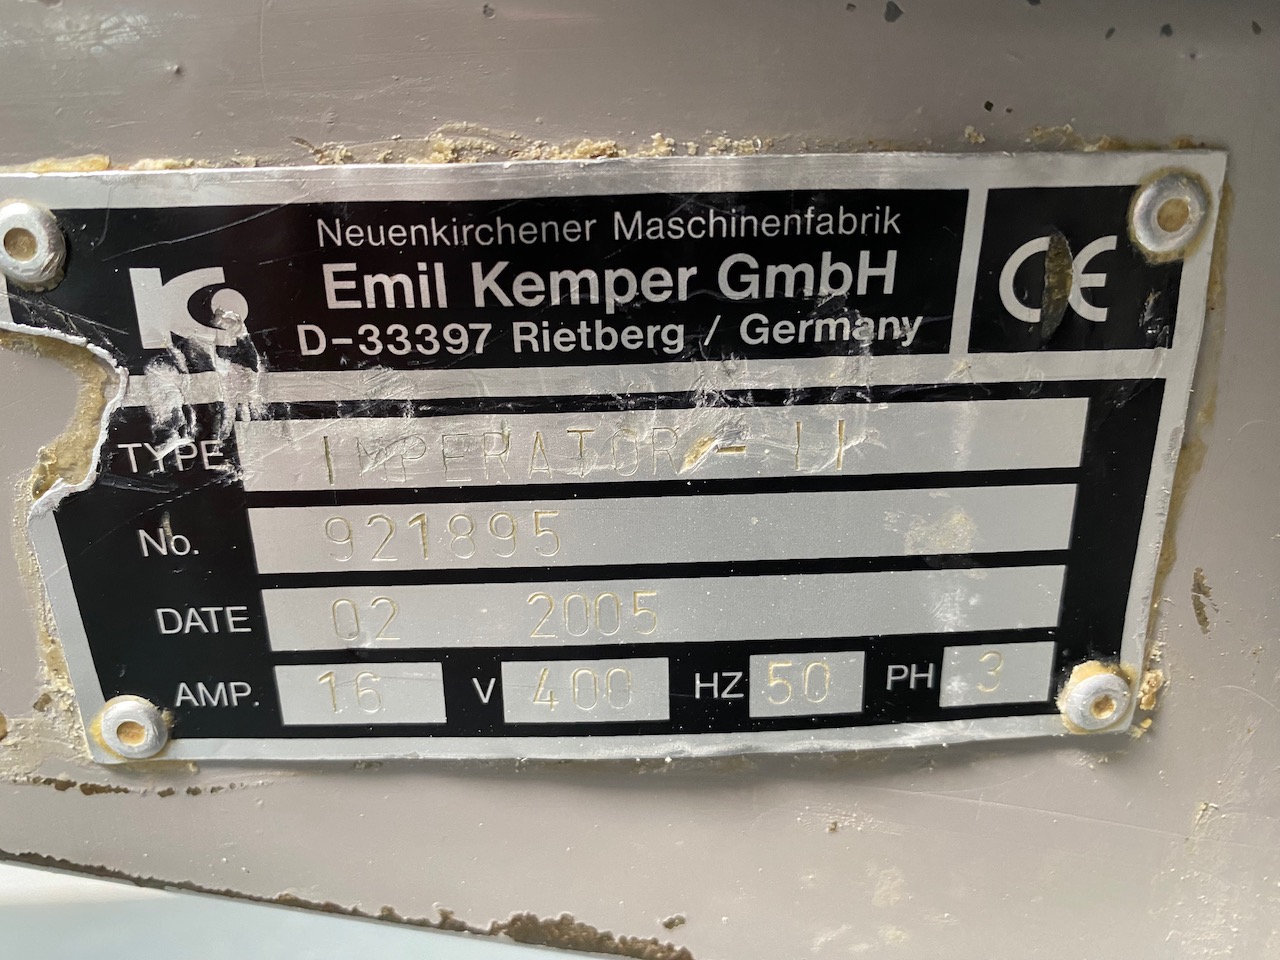 Neuenkirchener Maschinenfabrik
Emil Kemper GmbH
D-33397 Rietberg / Germany
CE
TYPE IMPERATOR - II
No. 921895
DATE 02 2005
AMP. 16 V 400 HZ 50 PH 3